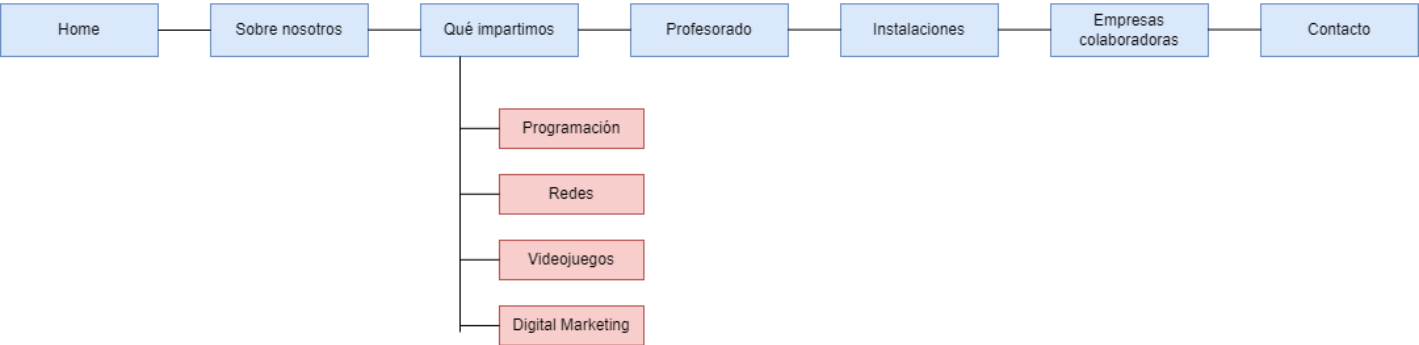 Home
Sobre nosotros
Qué impartimos
Profesorado
Instalaciones
Empresas
colaboradoras
Contacto
Programación
Redes
Videojuegos
Digital Marketing